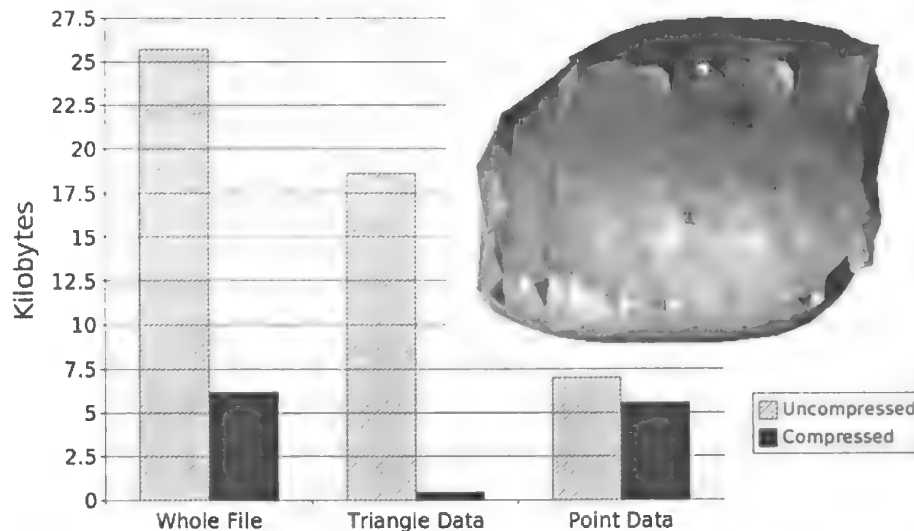 27.5
25
22.5
20
17.5
15
12.5
10
7.5
5
2.5
0
Kilobytes
Whole File
Triangle Data
Point Data
Uncompressed
Compressed